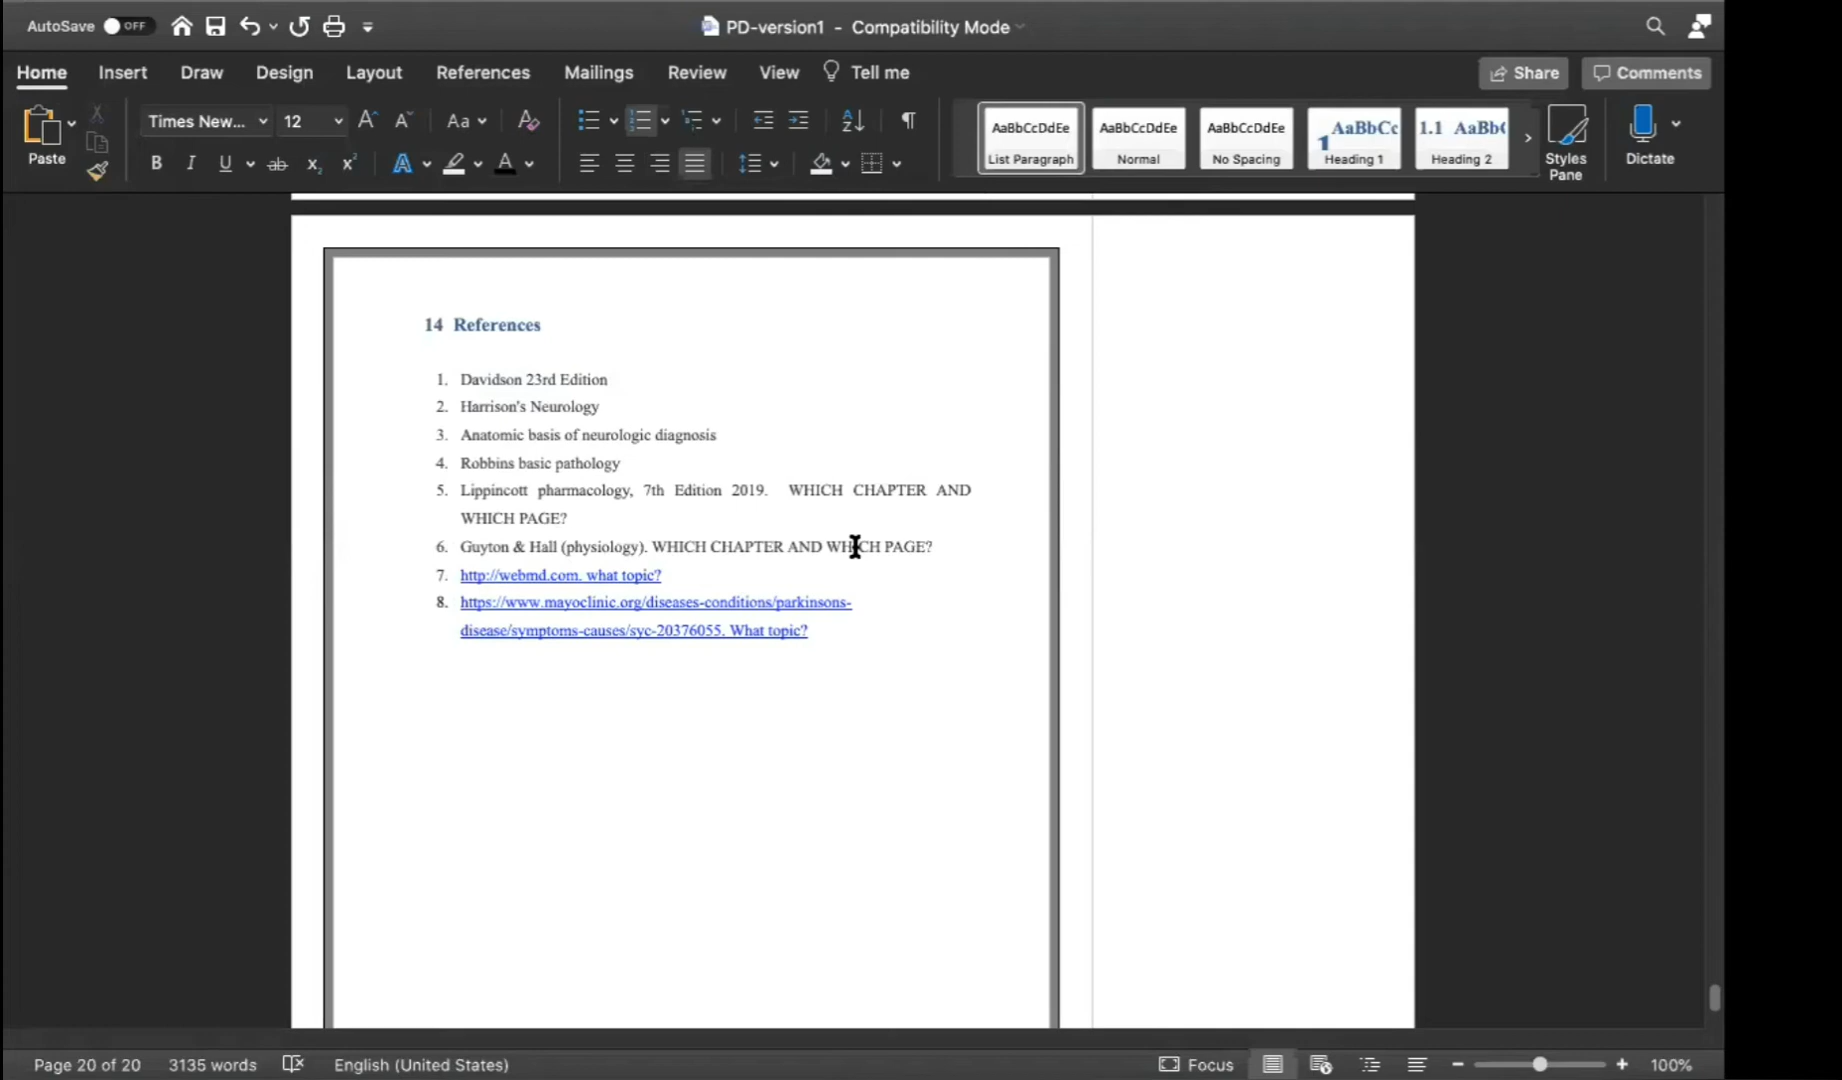 AutoSave OFF
PD-version1 - Compatibility Mode
Home Insert Draw Design Layout References Mailings Review View Tell me
Share Comments
Paste
Times New... 12
Aa
AaBbCcDdEe AaBbCcDdEe AaBbCcDdEe AaBbCc 1.1 AaBb(
List Paragraph Normal No Spacing Heading 1 Heading 2
Styles Pane
Dictate
14 References
1. Davidson 23rd Edition
2. Harrison's Neurology
3. Anatomic basis of neurologic diagnosis
4. Robbins basic pathology
5. Lippincott pharmacology, 7th Edition 2019. WHICH CHAPTER AND
WHICH PAGE?
6. Guyton & Hall (physiology). WHICH CHAPTER AND WHICH PAGE?
7. http://webmd.com. what topic?
8. https://www.mayoclinic.org/diseases-conditions/parkinsons-
disease/symptoms-causes/syc-20376055. What topic?
Page 20 of 20 3135 words English (United States)
Focus
100%